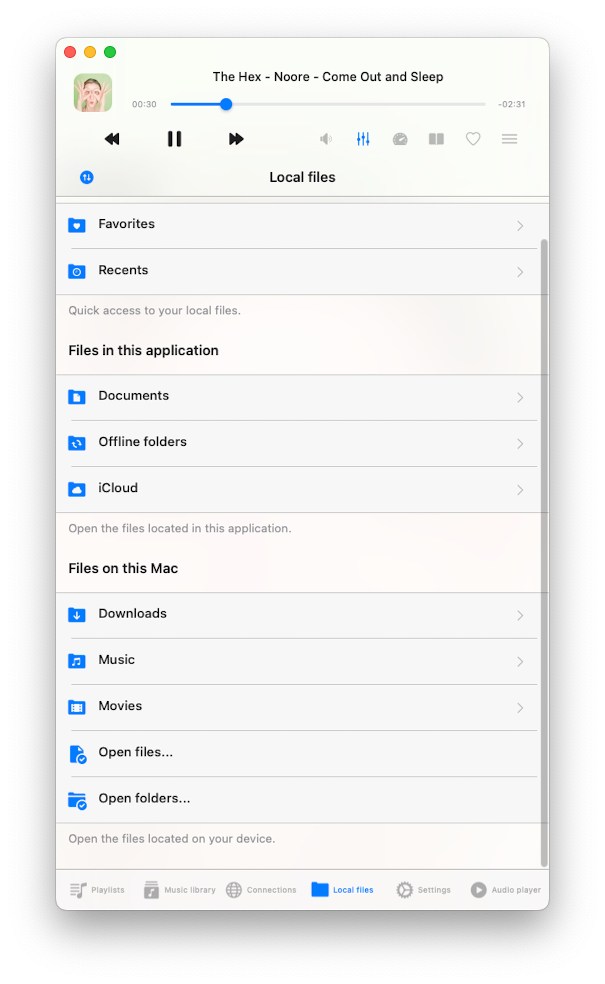 The Hex - Noore - Come Out and Sleep
00:30
-02:31
Local files
Favorites
Recents
Quick access to your local files.
Files in this application
Documents
Offline folders
iCloud
Open the files located in this application.
Files on this Mac
Downloads
Music
Movies
Open files...
Open folders...
Open the files located on your device.
Playlists Music library Connections Local files Settings Audio player